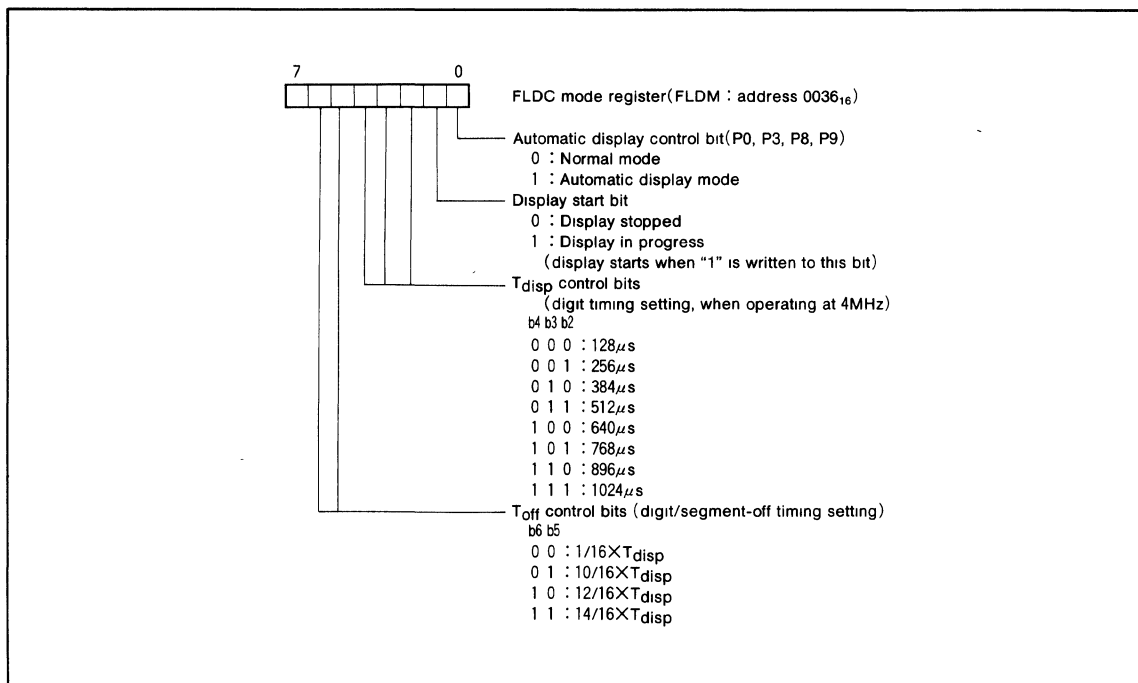 7 0
FLDC mode register(FLDM : address 0036₁₆)
Automatic display control bit(P0, P3, P8, P9)
0 : Normal mode
1 : Automatic display mode
Display start bit
0 : Display stopped
1 : Display in progress
(display starts when "1" is written to this bit)
Tdisp control bits
(digit timing setting, when operating at 4MHz)
b4 b3 b2
0 0 0 : 128μs
0 0 1 : 256μs
0 1 0 : 384μs
0 1 1 : 512μs
1 0 0 : 640μs
1 0 1 : 768μs
1 1 0 : 896μs
1 1 1 : 1024μs
Toff control bits (digit/segment-off timing setting)
b6 b5
0 0 : 1/16×Tdisp
0 1 : 10/16×Tdisp
1 0 : 12/16×Tdisp
1 1 : 14/16×Tdisp